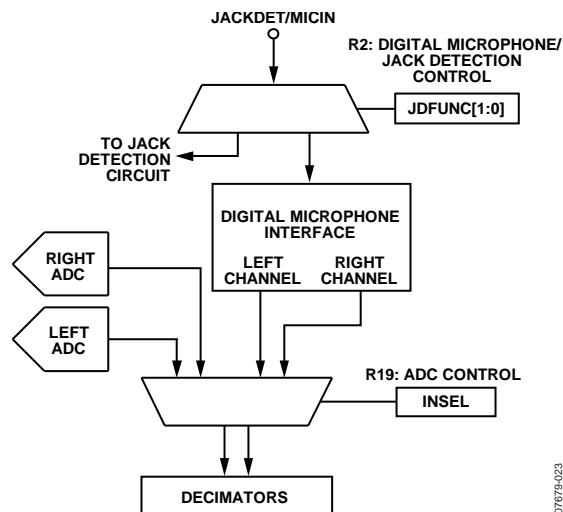 JACKDET/MICIN
R2: DIGITAL MICROPHONE/
JACK DETECTION
CONTROL
JDFUNC[1:0]
TO JACK
DETECTION
CIRCUIT
DIGITAL MICROPHONE
INTERFACE
LEFT
CHANNEL
RIGHT
CHANNEL
RIGHT
ADC
LEFT
ADC
R19: ADC CONTROL
INSEL
DECIMATORS
07679-023